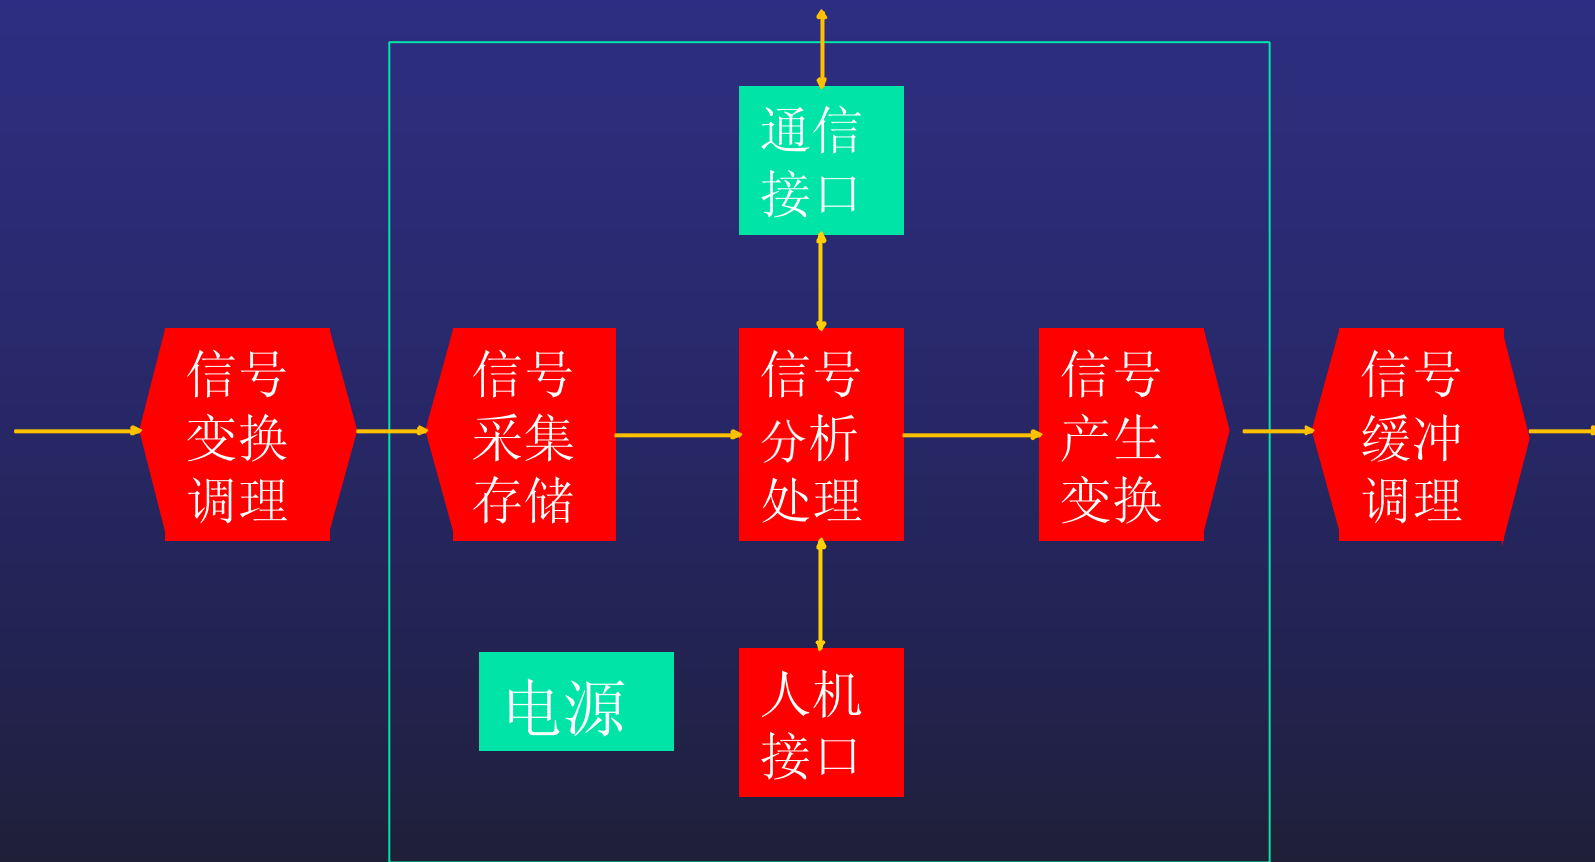 通信
接口
信号
变换
调理
信号
采集
存储
信号
分析
处理
信号
产生
变换
信号
缓冲
调理
电源
人机
接口